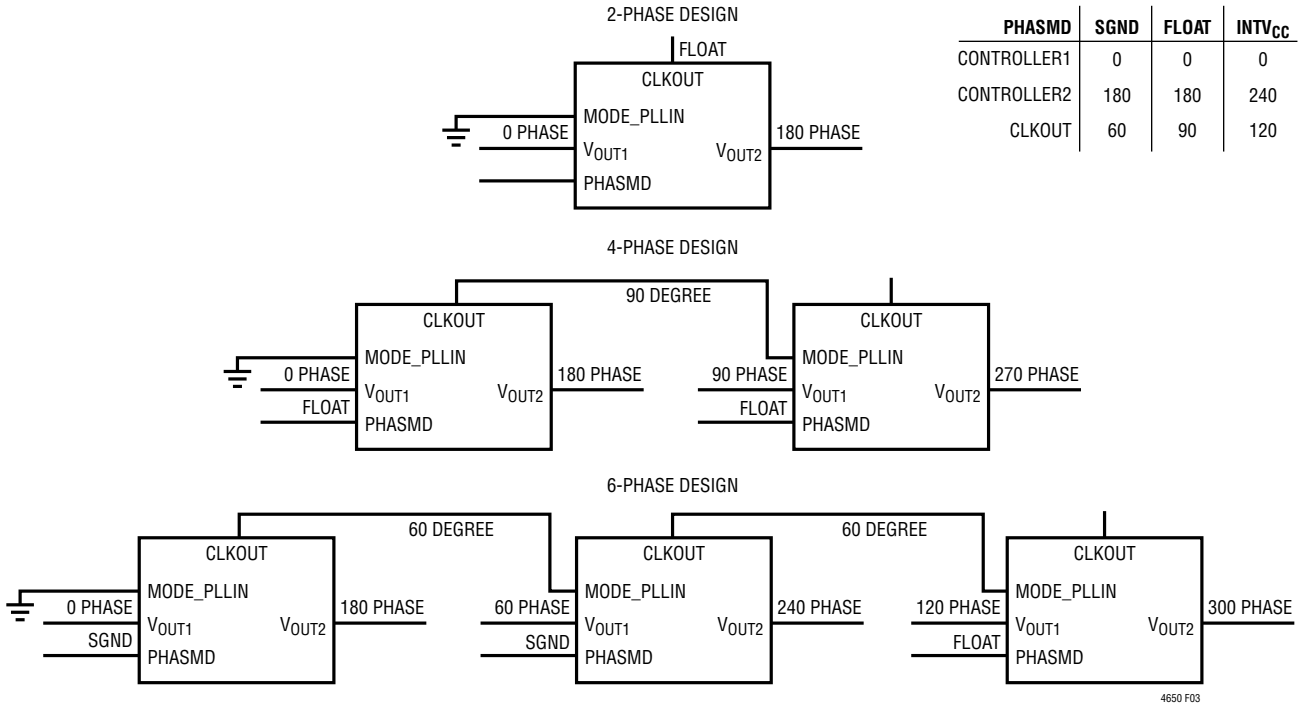 2-PHASE DESIGN
FLOAT
CLKOUT
MODE_PLLIN
0 PHASE
VOUT1
VOUT2
180 PHASE
PHASMD
PHASMD SGND FLOAT INTVCC
CONTROLLER1 0 0 0
CONTROLLER2 180 180 240
CLKOUT 60 90 120
4-PHASE DESIGN
90 DEGREE
CLKOUT
MODE_PLLIN
0 PHASE
VOUT1
VOUT2
180 PHASE
FLOAT
PHASMD
CLKOUT
MODE_PLLIN
90 PHASE
VOUT1
VOUT2
270 PHASE
FLOAT
PHASMD
6-PHASE DESIGN
60 DEGREE
60 DEGREE
CLKOUT
MODE_PLLIN
0 PHASE
VOUT1
VOUT2
180 PHASE
SGND
PHASMD
CLKOUT
MODE_PLLIN
60 PHASE
VOUT1
VOUT2
240 PHASE
SGND
PHASMD
CLKOUT
MODE_PLLIN
120 PHASE
VOUT1
VOUT2
300 PHASE
FLOAT
PHASMD
4650 F03